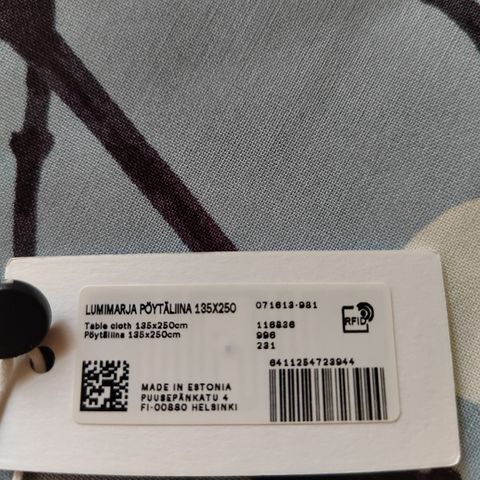 LUMIMARJA PÖYTÄLIINA 135X250
071613-981
Table cloth 135x250cm
Pöytäliina 135x250cm
116836
996
231
RFID
6411254723944
MADE IN ESTONIA
PUUSEPÄNKATU 4
FI-00880 HELSINKI